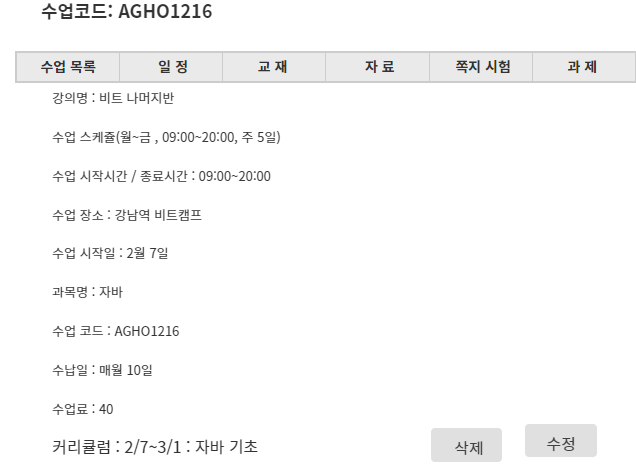 수업코드: AGHO1216
수업 목록 일 정 교 재 자 료 쪽지 시험 과 제
강의명 : 비트 나머지반
수업 스케쥴(월~금 , 09:00~20:00, 주 5일)
수업 시작시간 / 종료시간 : 09:00~20:00
수업 장소 : 강남역 비트캠프
수업 시작일 : 2월 7일
과목명 : 자바
수업 코드 : AGHO1216
수납일 : 매월 10일
수업료 : 40
커리큘럼 : 2/7~3/1 : 자바 기초
삭제 수정